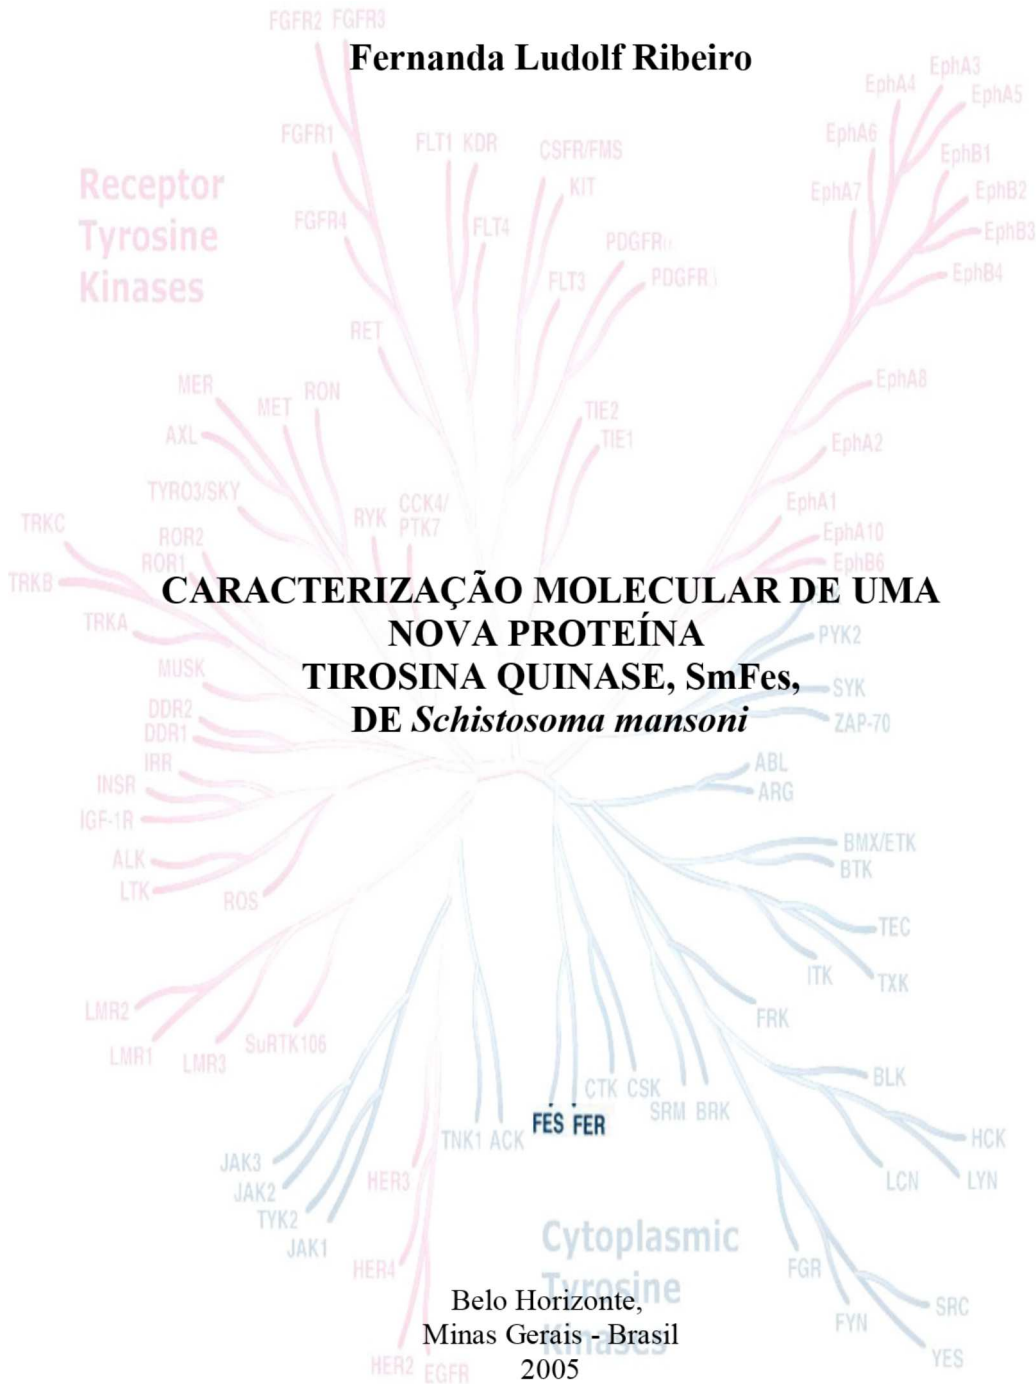 FGFR2 FGFR3
Fernanda Ludolf Ribeiro
EphA3
EphA4
EphA5
EphA6
FGFR1
FLT1 KDR
CSFR/FMS
EphB1
Receptor
Tyrosine
Kinases
KIT
EphA7
EphB2
FGFR4
FLT4
EphB3
PDGFR
PDGFR
EphB4
FLT3
RET
MER
MET
RON
EphA8
AXL
TIE2
TIE1
EphA2
TYRO3/SKY
RYK
CCK4/
PTK7
EphA1
TRKC
ROR2
EphA10
ROR1
EphB6
TRKB
CARACTERIZAÇÃO MOLECULAR DE UMA
NOVA PROTEÍNA
TIROSINA QUINASE, SmFes,
DE Schistosoma mansoni
TRKA
PYK2
MUSK
SYK
DDR2
ZAP-70
DDR1
IRR
ABL
INSR
ARG
IGF-1R
BMX/ETK
ALK
BTK
LTK
ROS
TEC
ITK
TXK
LMR2
FRK
LMR1
LMR3
SuRTK106
BLK
CTK CSK
SRM BRK
FES FER
TNK1 ACK
HCK
JAK3
HER3
LCN
LYN
JAK2
TYK2
JAK1
Cytoplasmic
Tyrosine
Kinases
HER4
FGR
Belo Horizonte,
Minas Gerais - Brasil
2005
SRC
FYN
YES
HER2
EGFR